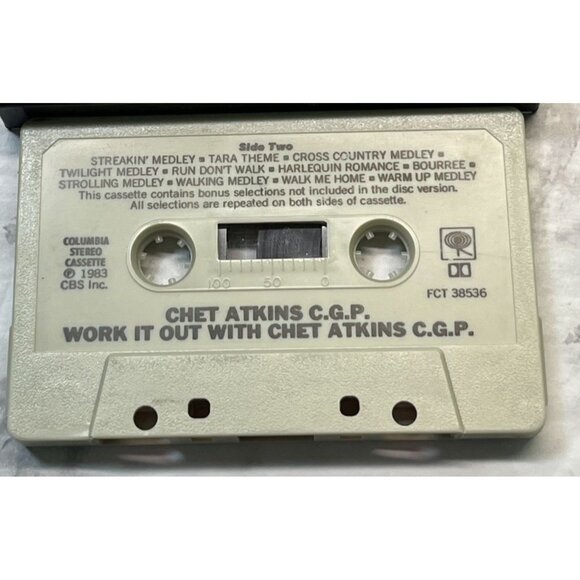 Side Two
STREAKIN' MEDLEY ▪ TARA THEME ▪ CROSS COUNTRY MEDLEY ▪
TWILIGHT MEDLEY ▪ RUN DON'T WALK ▪ HARLEQUIN ROMANCE ▪ BOURREE ▪
STROLLING MEDLEY ▪ WALKING MEDLEY ▪ WALK ME HOME ▪ WARM UP MEDLEY
This cassette contains bonus selections not included in the disc version.
All selections are repeated on both sides of cassette.
COLUMBIA
STEREO
CASSETTE
℗ 1983
CBS Inc.
100 50 0
FCT 38536
CHET ATKINS C.G.P.
WORK IT OUT WITH CHET ATKINS C.G.P.